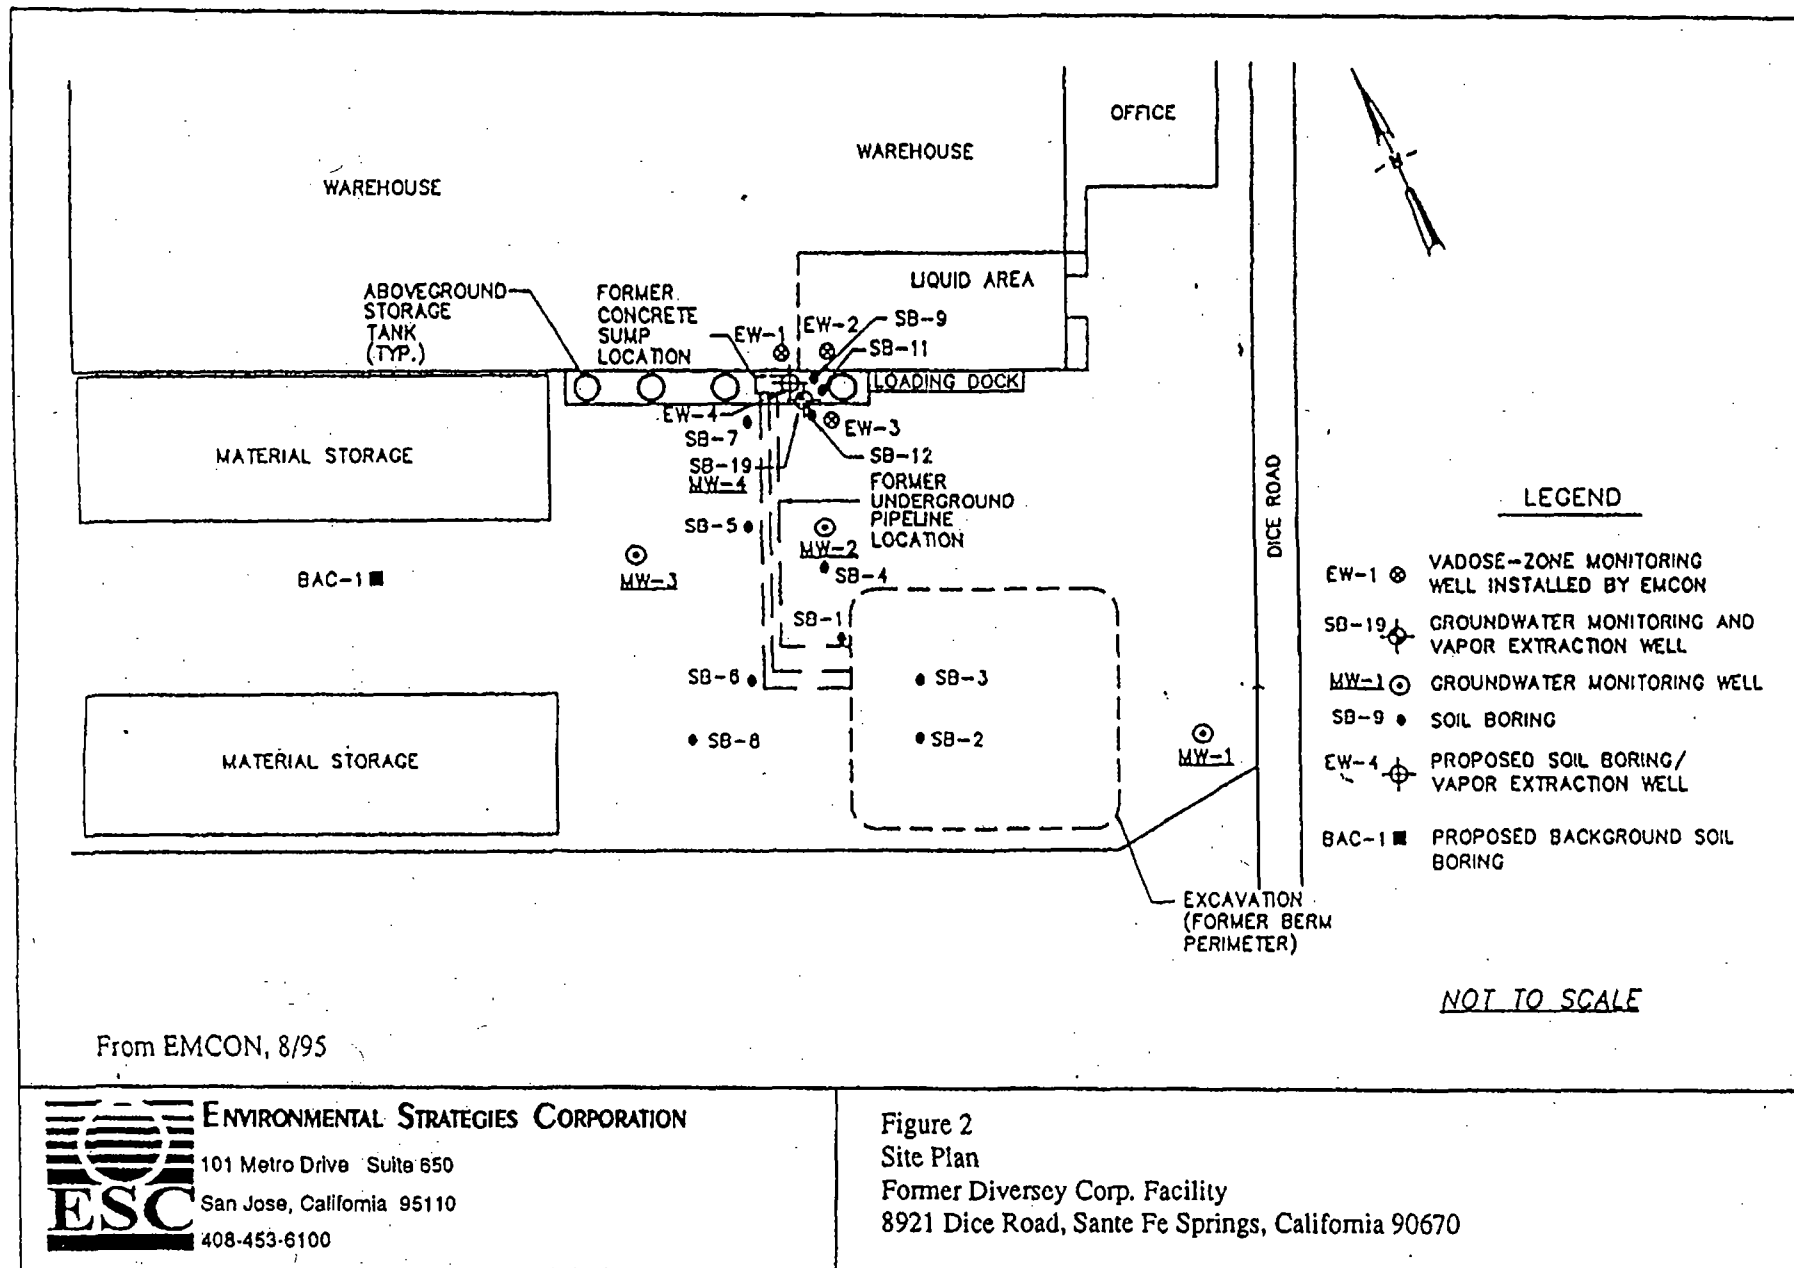 OFFICE
WAREHOUSE
WAREHOUSE
LIQUID AREA
ABOVEGROUND
STORAGE
TANK
(TYP.)
FORMER
CONCRETE
SUMP
LOCATION
EW-1
EW-2
SB-9
SB-11
LOADING DOCK
EW-4
SB-7
EW-3
SB-12
SB-19
MW-4
MATERIAL STORAGE
FORMER
UNDERGROUND
PIPELINE
LOCATION
SB-5
MW-2
SB-4
MW-3
BAC-1
SB-1
SB-6
SB-3
SB-8
SB-2
MW-1
MATERIAL STORAGE
DICE ROAD
EXCAVATION
(FORMER BERM
PERIMETER)
LEGEND
EW-1 VADOSE-ZONE MONITORING
WELL INSTALLED BY EMCON
SB-19 GROUNDWATER MONITORING AND
VAPOR EXTRACTION WELL
MW-1 GROUNDWATER MONITORING WELL
SB-9 SOIL BORING
EW-4 PROPOSED SOIL BORING/
VAPOR EXTRACTION WELL
BAC-1 PROPOSED BACKGROUND SOIL
BORING
NOT TO SCALE
From EMCON, 8/95
ESC
ENVIRONMENTAL STRATEGIES CORPORATION
101 Metro Drive Suite 650
San Jose, California 95110
408-453-6100
Figure 2
Site Plan
Former Diversey Corp. Facility
8921 Dice Road, Sante Fe Springs, California 90670